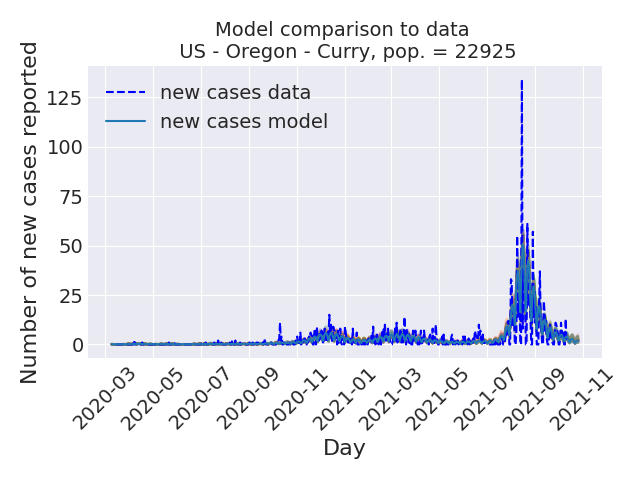 Model comparison to data
US - Oregon - Curry, pop. = 22925
new cases data
new cases model
Number of new cases reported
125
100
75
50
25
0
2020-03
2020-05
2020-07
2020-09
2020-11
2021-01
2021-03
2021-05
2021-07
2021-09
2021-11
Day